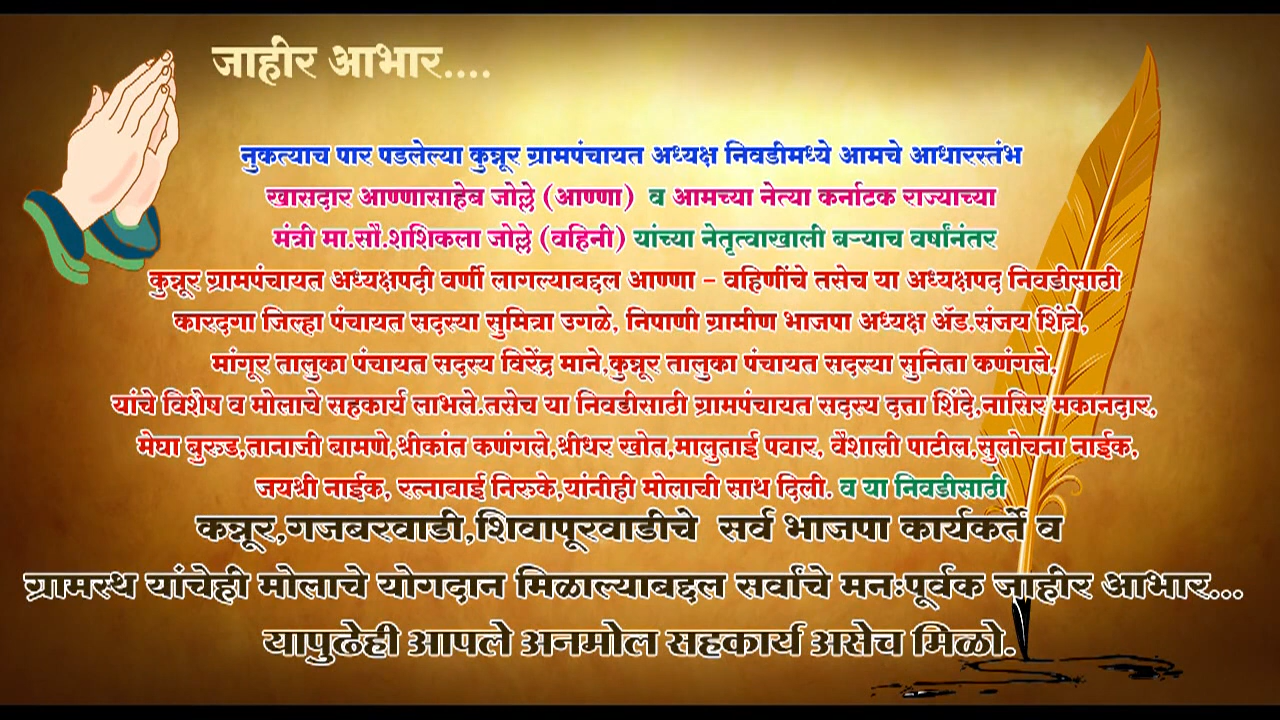 जाहीर आभार....
नुकत्याच पार पडलेल्या कुन्नूर ग्रामपंचायत अध्यक्ष निवडीमध्ये आमचे आधारस्तंभ
खासदार आण्णासाहेब जोल्ले (आण्णा) व आमच्या नेत्या कर्नाटक राज्याच्या
मंत्री मा.सौ.शशिकला जोल्ले (वहिनी) यांच्या नेतृत्वाखाली बऱ्याच वर्षांनंतर
कुन्नूर ग्रामपंचायत अध्यक्षपदी वर्णी लागल्याबद्दल आण्णा - वहिणींचे तसेच या अध्यक्षपद निवडीसाठी
कारदगा जिल्हा पंचायत सदस्या सुमित्रा उगळे, निपाणी ग्रामीण भाजपा अध्यक्ष ॲड.संजय शिंत्रे,
मांगूर तालुका पंचायत सदस्य विरेंद्र माने,कुन्नूर तालुका पंचायत सदस्या सुनिता कणंगले,
यांचे विशेष व मोलाचे सहकार्य लाभले.तसेच या निवडीसाठी ग्रामपंचायत सदस्य दत्ता शिंदे,नासिर मकानदार,
मेघा बुरुड,तानाजी बामणे,श्रीकांत कणंगले,श्रीधर खोत,मालुताई पवार, वैशाली पाटील,सुलोचना नाईक,
जयश्री नाईक, रत्नाबाई निरुके,यांनीही मोलाची साथ दिली. व या निवडीसाठी
कन्नूर,गजबरवाडी,शिवापूरवाडीचे सर्व भाजपा कार्यकर्ते व
ग्रामस्थ यांचेही मोलाचे योगदान मिळाल्याबद्दल सर्वांचे मनःपूर्वक जाहीर आभार...
यापुढेही आपले अनमोल सहकार्य असेच मिळो.